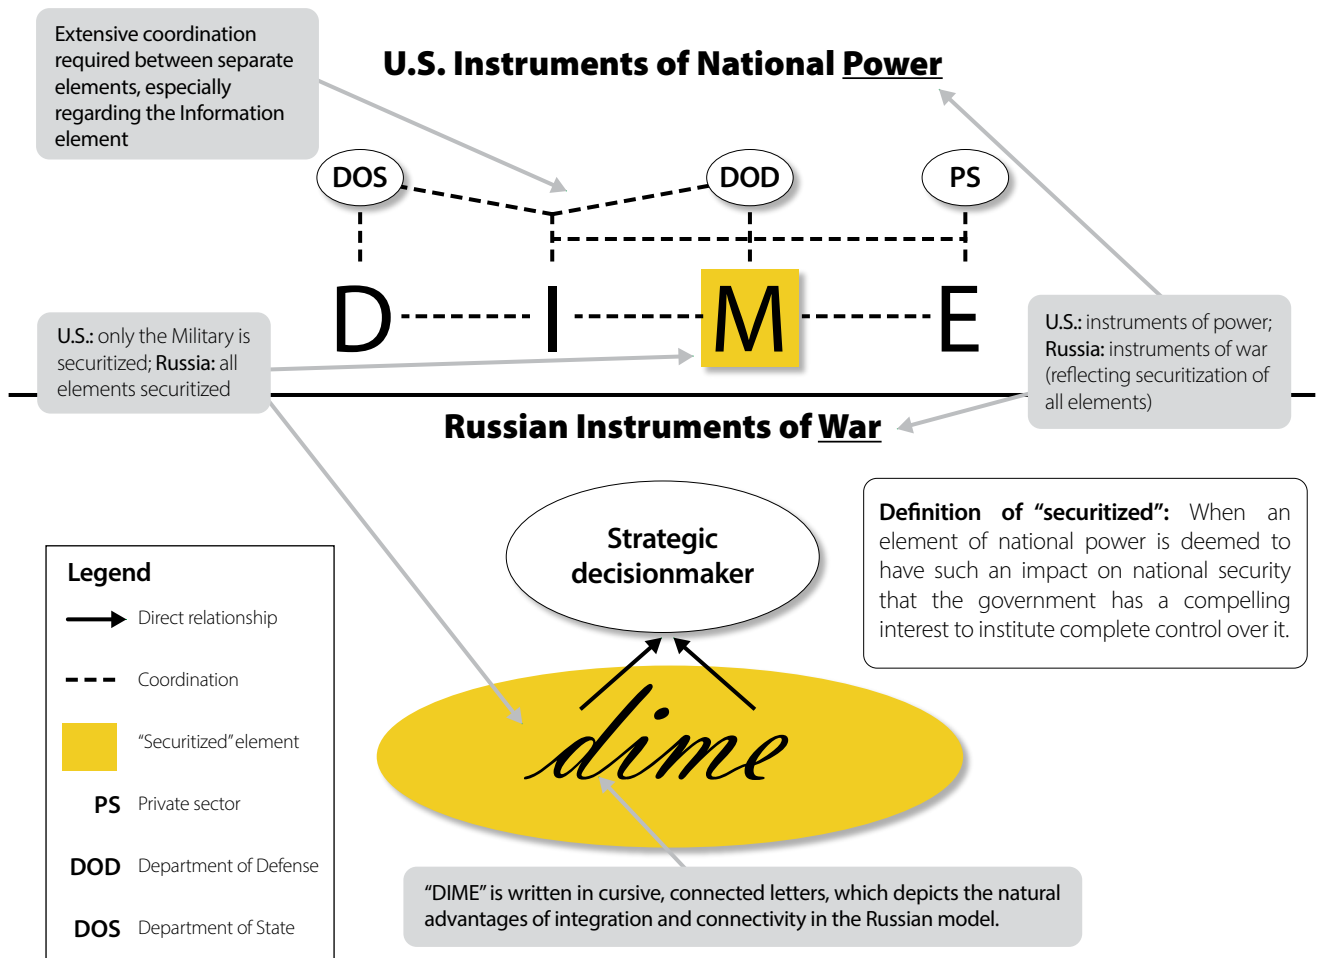 Extensive coordination
required between separate
elements, especially
regarding the Information
element
U.S. Instruments of National Power
DOS
DOD
PS
D
I
M
E
U.S.: only the Military is
securitized; Russia: all
elements securitized
U.S.: instruments of power;
Russia: instruments of war
(reflecting securitization of
all elements)
Russian Instruments of War
Strategic
decisionmaker
Definition of “securitized”: When an
element of national power is deemed to
have such an impact on national security
that the government has a compelling
interest to institute complete control over it.
dime
Legend
Direct relationship
Coordination
“Securitized” element
PS Private sector
DOD Department of Defense
DOS Department of State
“DIME” is written in cursive, connected letters, which depicts the natural
advantages of integration and connectivity in the Russian model.